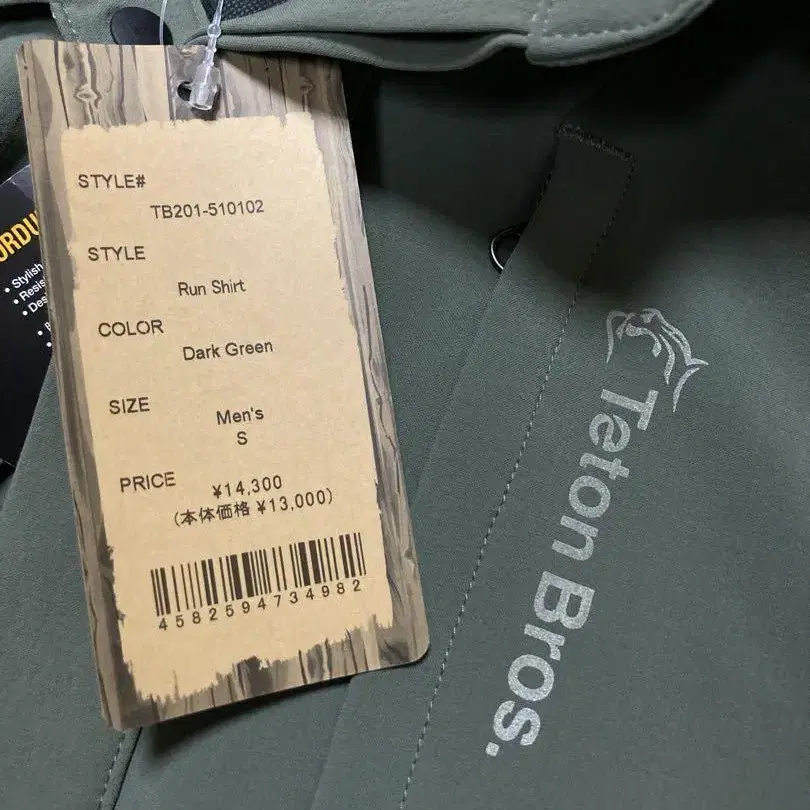 STYLE#
TB201-510102
STYLE
Run Shirt
COLOR
Dark Green
SIZE
Men's
S
PRICE
¥14,300
(本体価格 ¥13,000)
4582594734982
Teton Bros.
• Stylish